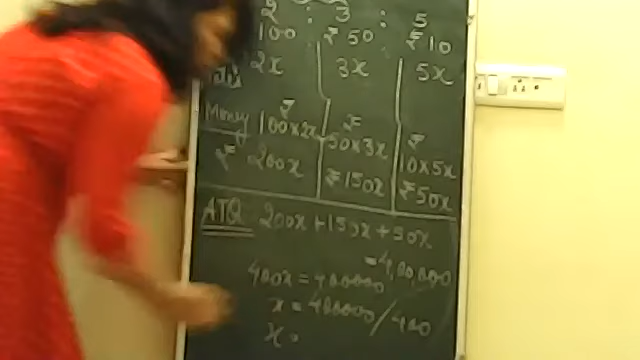 2 : 3 : 5
100 ₹50 ₹10
2x 3x 5x
Money ₹ 100×2x ₹ 50×3x ₹ 10×5x
₹ 200x ₹150x ₹50x
ATQ 200x+150x+50x
=4,00,000
400x = 400000
x = 400000/400
x =